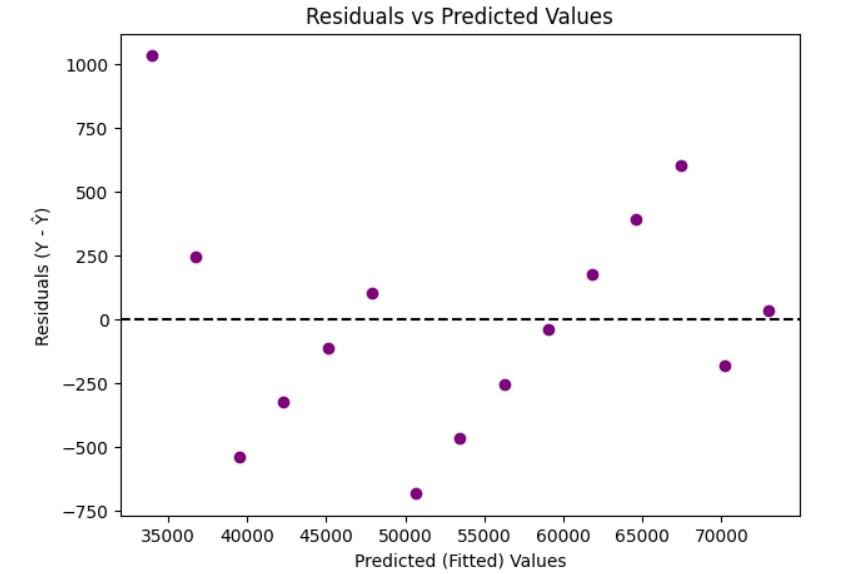 Residuals vs Predicted Values
1000
750
500
250
0
−250
−500
−750
Residuals (Y - Ŷ)
35000 40000 45000 50000 55000 60000 65000 70000
Predicted (Fitted) Values